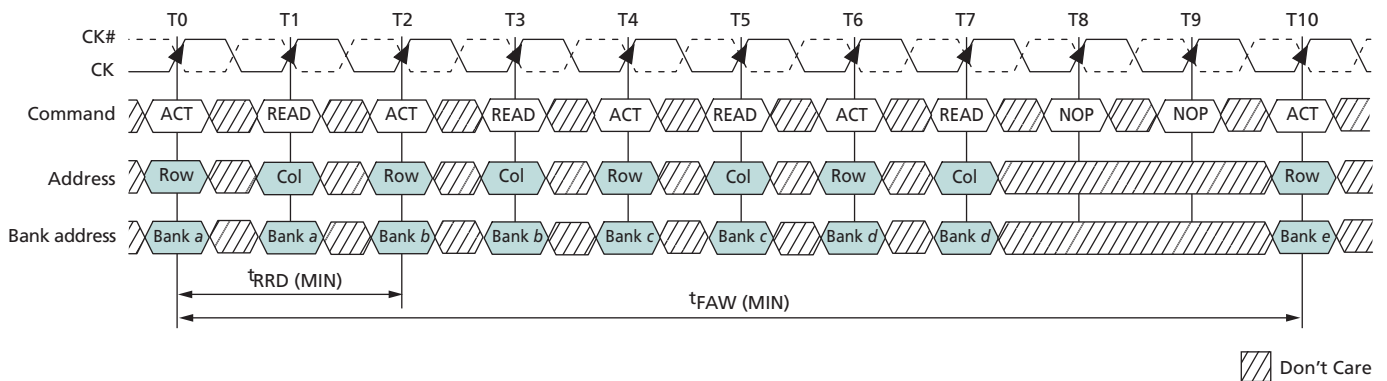 T0 T1 T2 T3 T4 T5 T6 T7 T8 T9 T10
CK#
CK
Command ACT READ ACT READ ACT READ ACT READ NOP NOP ACT
Address Row Col Row Col Row Col Row Col Row
Bank address Bank a Bank a Bank b Bank b Bank c Bank c Bank d Bank d Bank e
tRRD (MIN)
tFAW (MIN)
Don't Care